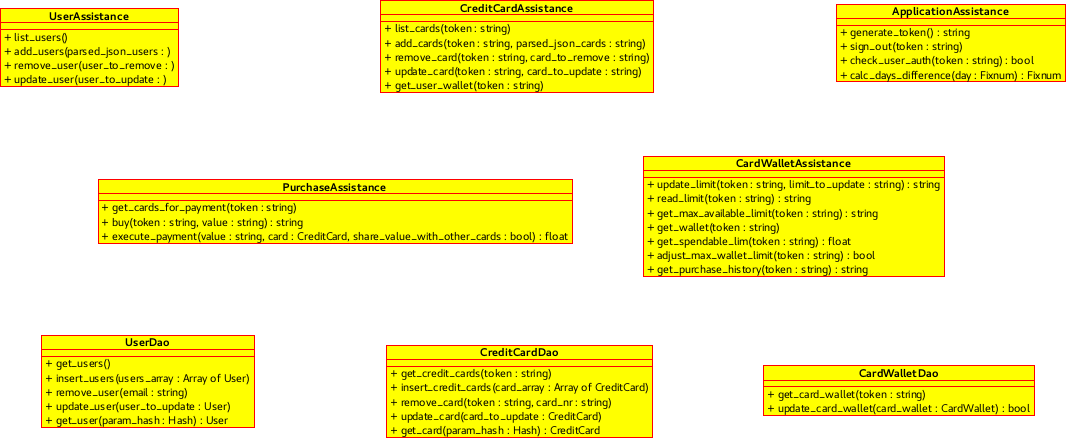 UserAssistance
+ list_users()
+ add_users(parsed_json_users : )
+ remove_user(user_to_remove : )
+ update_user(user_to_update : )
CreditCardAssistance
+ list_cards(token : string)
+ add_cards(token : string, parsed_json_cards : string)
+ remove_card(token : string, card_to_remove : string)
+ update_card(token : string, card_to_update : string)
+ get_user_wallet(token : string)
ApplicationAssistance
+ generate_token() : string
+ sign_out(token : string)
+ check_user_auth(token : string) : bool
+ calc_days_difference(day : Fixnum) : Fixnum
PurchaseAssistance
+ get_cards_for_payment(token : string)
+ buy(token : string, value : string) : string
+ execute_payment(value : string, card : CreditCard, share_value_with_other_cards : bool) : float
CardWalletAssistance
+ update_limit(token : string, limit_to_update : string) : string
+ read_limit(token : string) : string
+ get_max_available_limit(token : string) : string
+ get_wallet(token : string)
+ get_spendable_lim(token : string) : float
+ adjust_max_wallet_limit(token : string) : bool
+ get_purchase_history(token : string) : string
UserDao
+ get_users()
+ insert_users(users_array : Array of User)
+ remove_user(email : string)
+ update_user(user_to_update : User)
+ get_user(param_hash : Hash) : User
CreditCardDao
+ get_credit_cards(token : string)
+ insert_credit_cards(card_array : Array of CreditCard)
+ remove_card(token : string, card_nr : string)
+ update_card(card_to_update : CreditCard)
+ get_card(param_hash : Hash) : CreditCard
CardWalletDao
+ get_card_wallet(token : string)
+ update_card_wallet(card_wallet : CardWallet) : bool